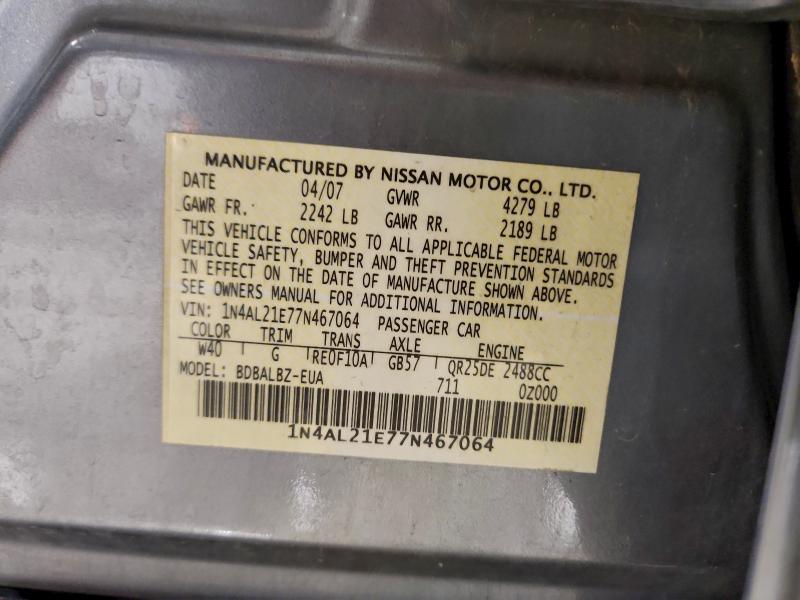 MANUFACTURED BY NISSAN MOTOR CO., LTD.
DATE 04/07 GVWR 4279 LB
GAWR FR. 2242 LB GAWR RR. 2189 LB
THIS VEHICLE CONFORMS TO ALL APPLICABLE FEDERAL MOTOR
VEHICLE SAFETY, BUMPER AND THEFT PREVENTION STANDARDS
IN EFFECT ON THE DATE OF MANUFACTURE SHOWN ABOVE.
SEE OWNERS MANUAL FOR ADDITIONAL INFORMATION.
VIN: 1N4AL21E77N467064 PASSENGER CAR
COLOR TRIM TRANS AXLE ENGINE
W40 G RE0F10A GB57 QR25DE 2488CC
MODEL: BDBALBZ-EUA 711 0Z000
1N4AL21E77N467064